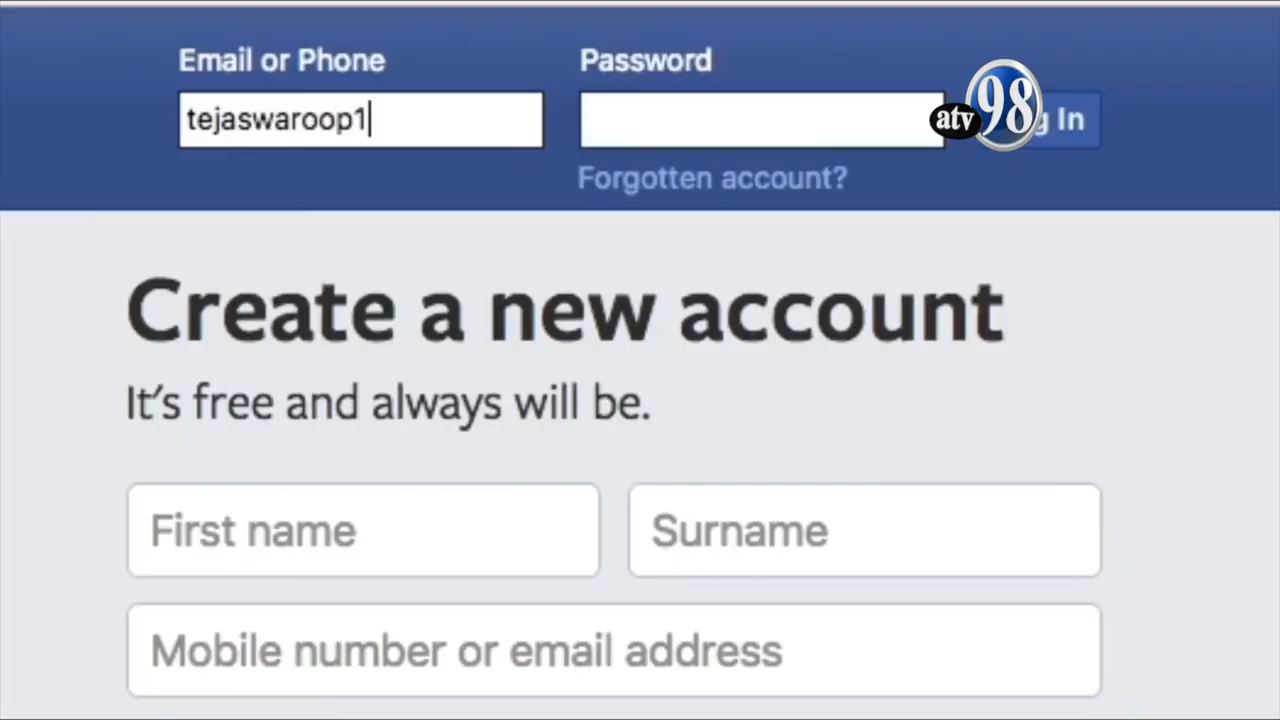 Email or Phone
Password
tejaswaroop1
atv 98
g In
Forgotten account?
Create a new account
It's free and always will be.
First name
Surname
Mobile number or email address